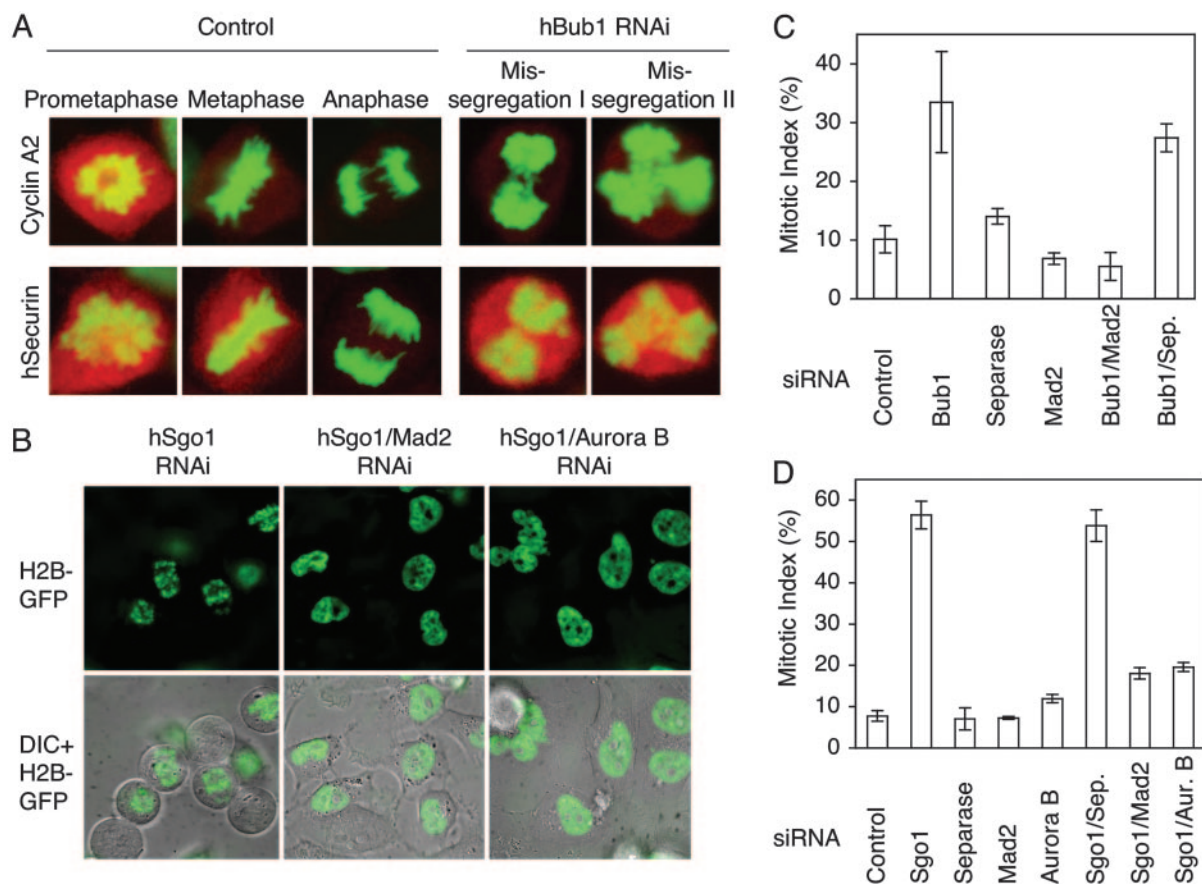 A
Control
hBub1 RNAi
Prometaphase Metaphase Anaphase
Mis-
segregation I
Mis-
segregation II
Cyclin A2
hSecurin
B
hSgo1
RNAi
hSgo1/Mad2
RNAi
hSgo1/Aurora B
RNAi
H2B-
GFP
DIC+
H2B-
GFP
C
Mitotic Index (%)
40
30
20
10
0
siRNA
Control
Bub1
Separase
Mad2
Bub1/Mad2
Bub1/Sep.
D
Mitotic Index (%)
60
50
40
30
20
10
0
siRNA
Control
Sgo1
Separase
Mad2
Aurora B
Sgo1/Sep.
Sgo1/Mad2
Sgo1/Aur. B